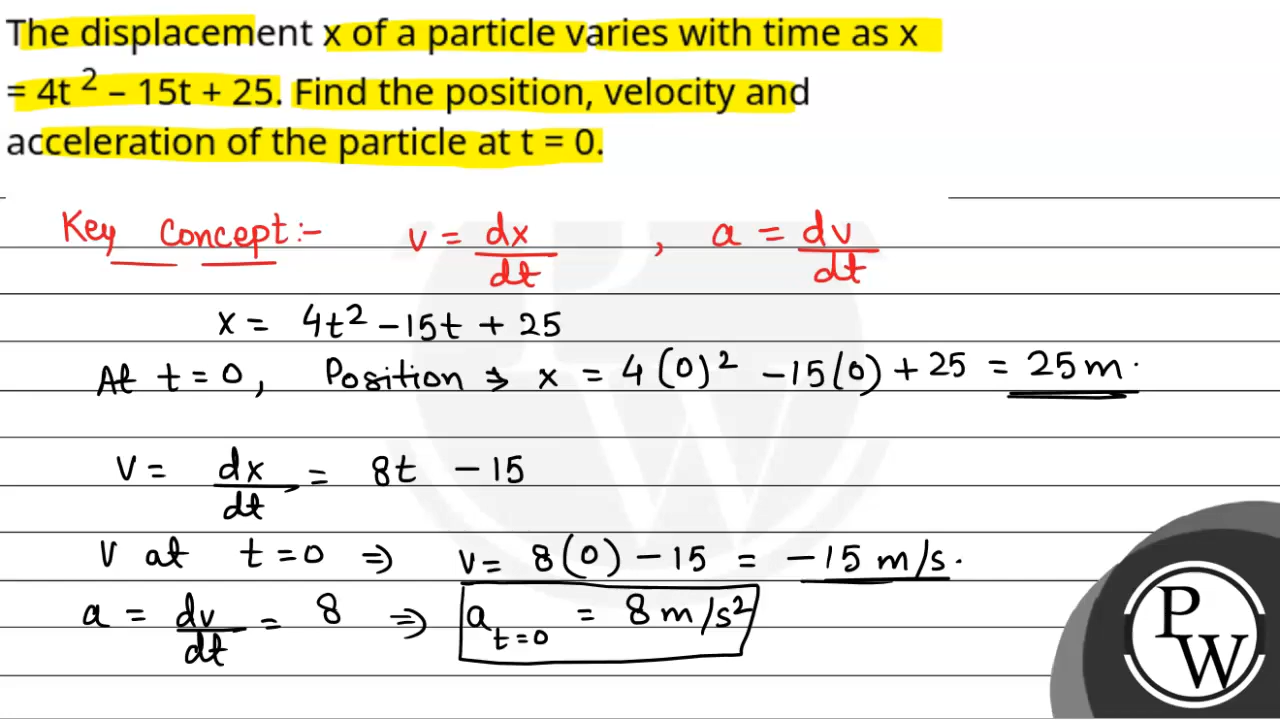 The displacement x of a particle varies with time as x
= 4t 2 – 15t + 25. Find the position, velocity and
acceleration of the particle at t = 0.
Key Concept:- v = dx/dt , a = dv/dt
x = 4t² - 15t + 25
At t = 0, Position ⇒ x = 4(0)² - 15(0) + 25 = 25 m.
v = dx/dt = 8t - 15
v at t = 0 ⇒ v = 8(0) - 15 = -15 m/s.
a = dv/dt = 8 ⇒ a t=0 = 8 m/s²
PW
PW